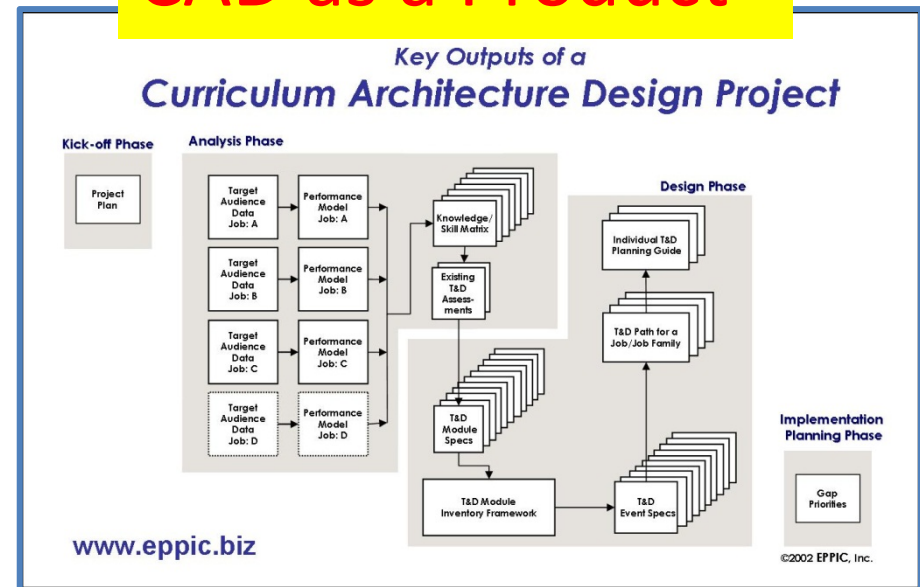 CAD as a Product
Key Outputs of a
Curriculum Architecture Design Project
Kick-off Phase
Project
Plan
Analysis Phase
Target
Audience
Data
Job: A
Performance
Model
Job: A
Target
Audience
Data
Job: B
Performance
Model
Job: B
Target
Audience
Data
Job: C
Performance
Model
Job: C
Target
Audience
Data
Job: D
Performance
Model
Job: D
Knowledge/
Skill Matrix
Existing
T&D
Assess-
ments
Design Phase
Individual T&D
Planning Guide
T&D Path for a
Job/Job Family
T&D
Module
Specs
T&D Module
Inventory Framework
T&D
Event Specs
Implementation
Planning Phase
Gap
Priorities
www.eppic.biz
©2002 EPPIC, Inc.